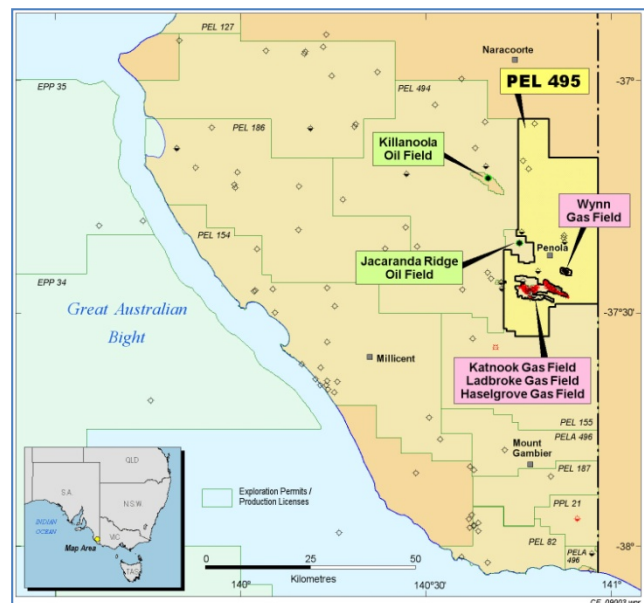 PEL 127
Naracoorte
-37°
EPP 35
PEL 494
PEL 495
PEL 186
Killanoola
Oil Field
Wynn
Gas Field
PEL 154
Penola
Jacaranda Ridge
Oil Field
EPP 34
Great Australian
Bight
-37°30'
Millicent
Katnook Gas Field
Ladbroke Gas Field
Haselgrove Gas Field
PEL 155
PELA 496
Mount
Gambier
PEL 187
PPL 21
PEL 82
PELA
496
-38°
QLD
S.A.
N.S.W.
INDIAN
OCEAN
VIC
Map Area
TAS
Exploration Permits /
Production Licenses
0 25 50
Kilometres
140°
140°30'
141°
CF_09003.wor